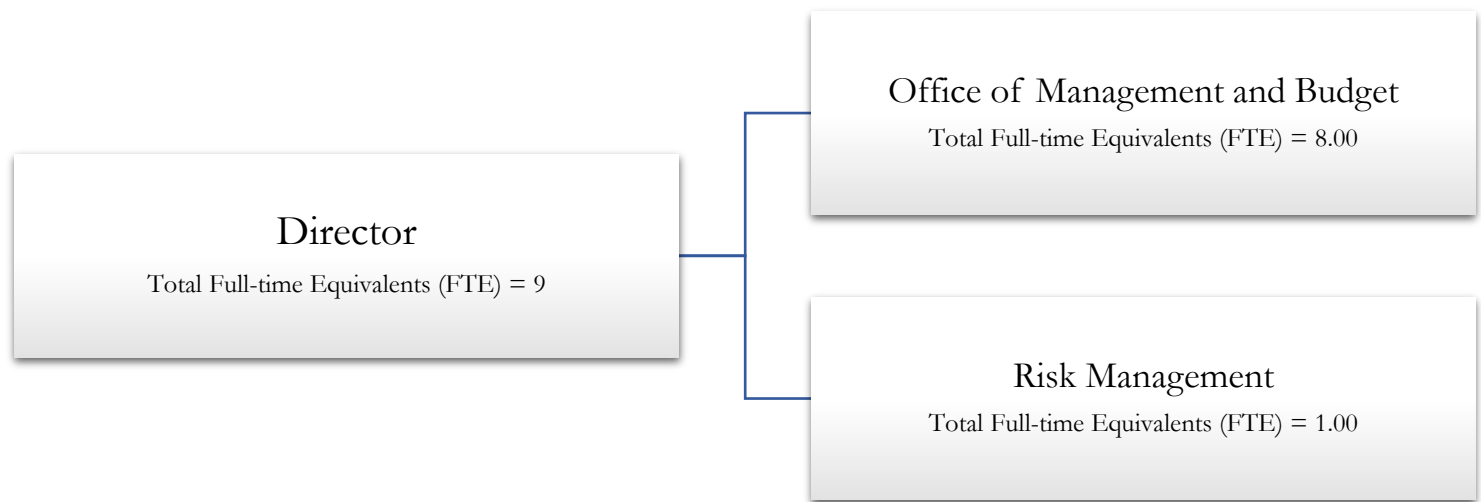 Director
Total Full-time Equivalents (FTE) = 9
Office of Management and Budget
Total Full-time Equivalents (FTE) = 8.00
Risk Management
Total Full-time Equivalents (FTE) = 1.00